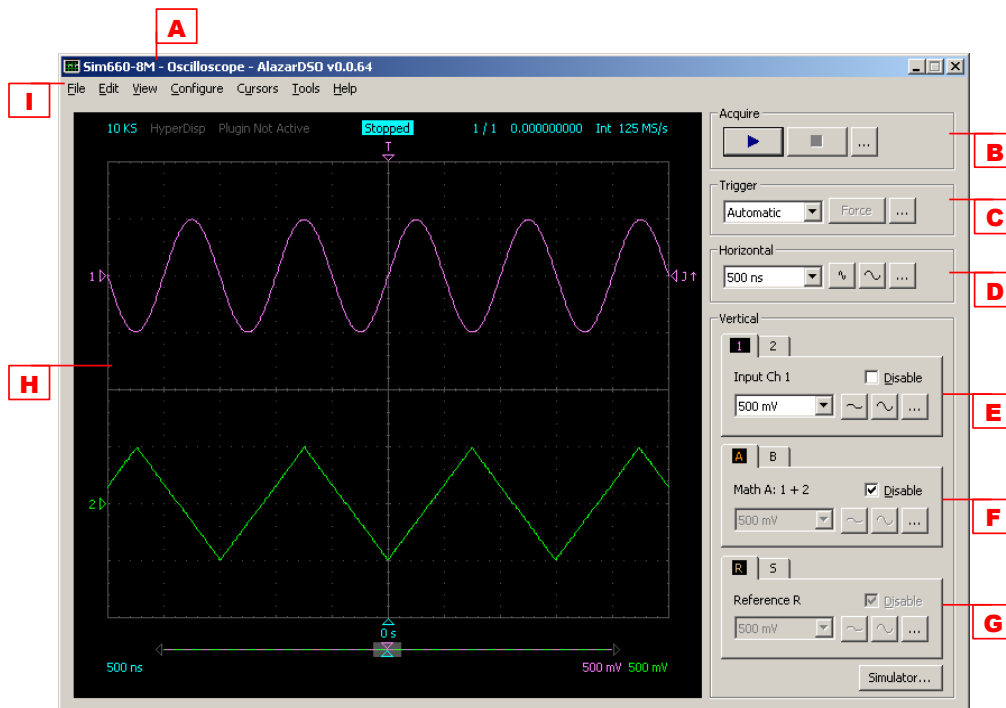 A
Sim660-8M - Oscilloscope - AlazarDSO v0.0.64
I
File Edit View Configure Cursors Tools Help
10 KS HyperDisp Plugin Not Active Stopped 1 / 1 0.000000000 Int 125 MS/s
T
Acquire
...
B
Trigger
Automatic Force ...
C
Horizontal
500 ns ...
D
1
J↑
Vertical
1 2
Input Ch 1 Disable
500 mV ...
E
H
A B
Math A: 1 + 2 Disable
500 mV ...
F
2
R S
Reference R Disable
500 mV ...
G
0 s
500 ns 500 mV 500 mV
Simulator...